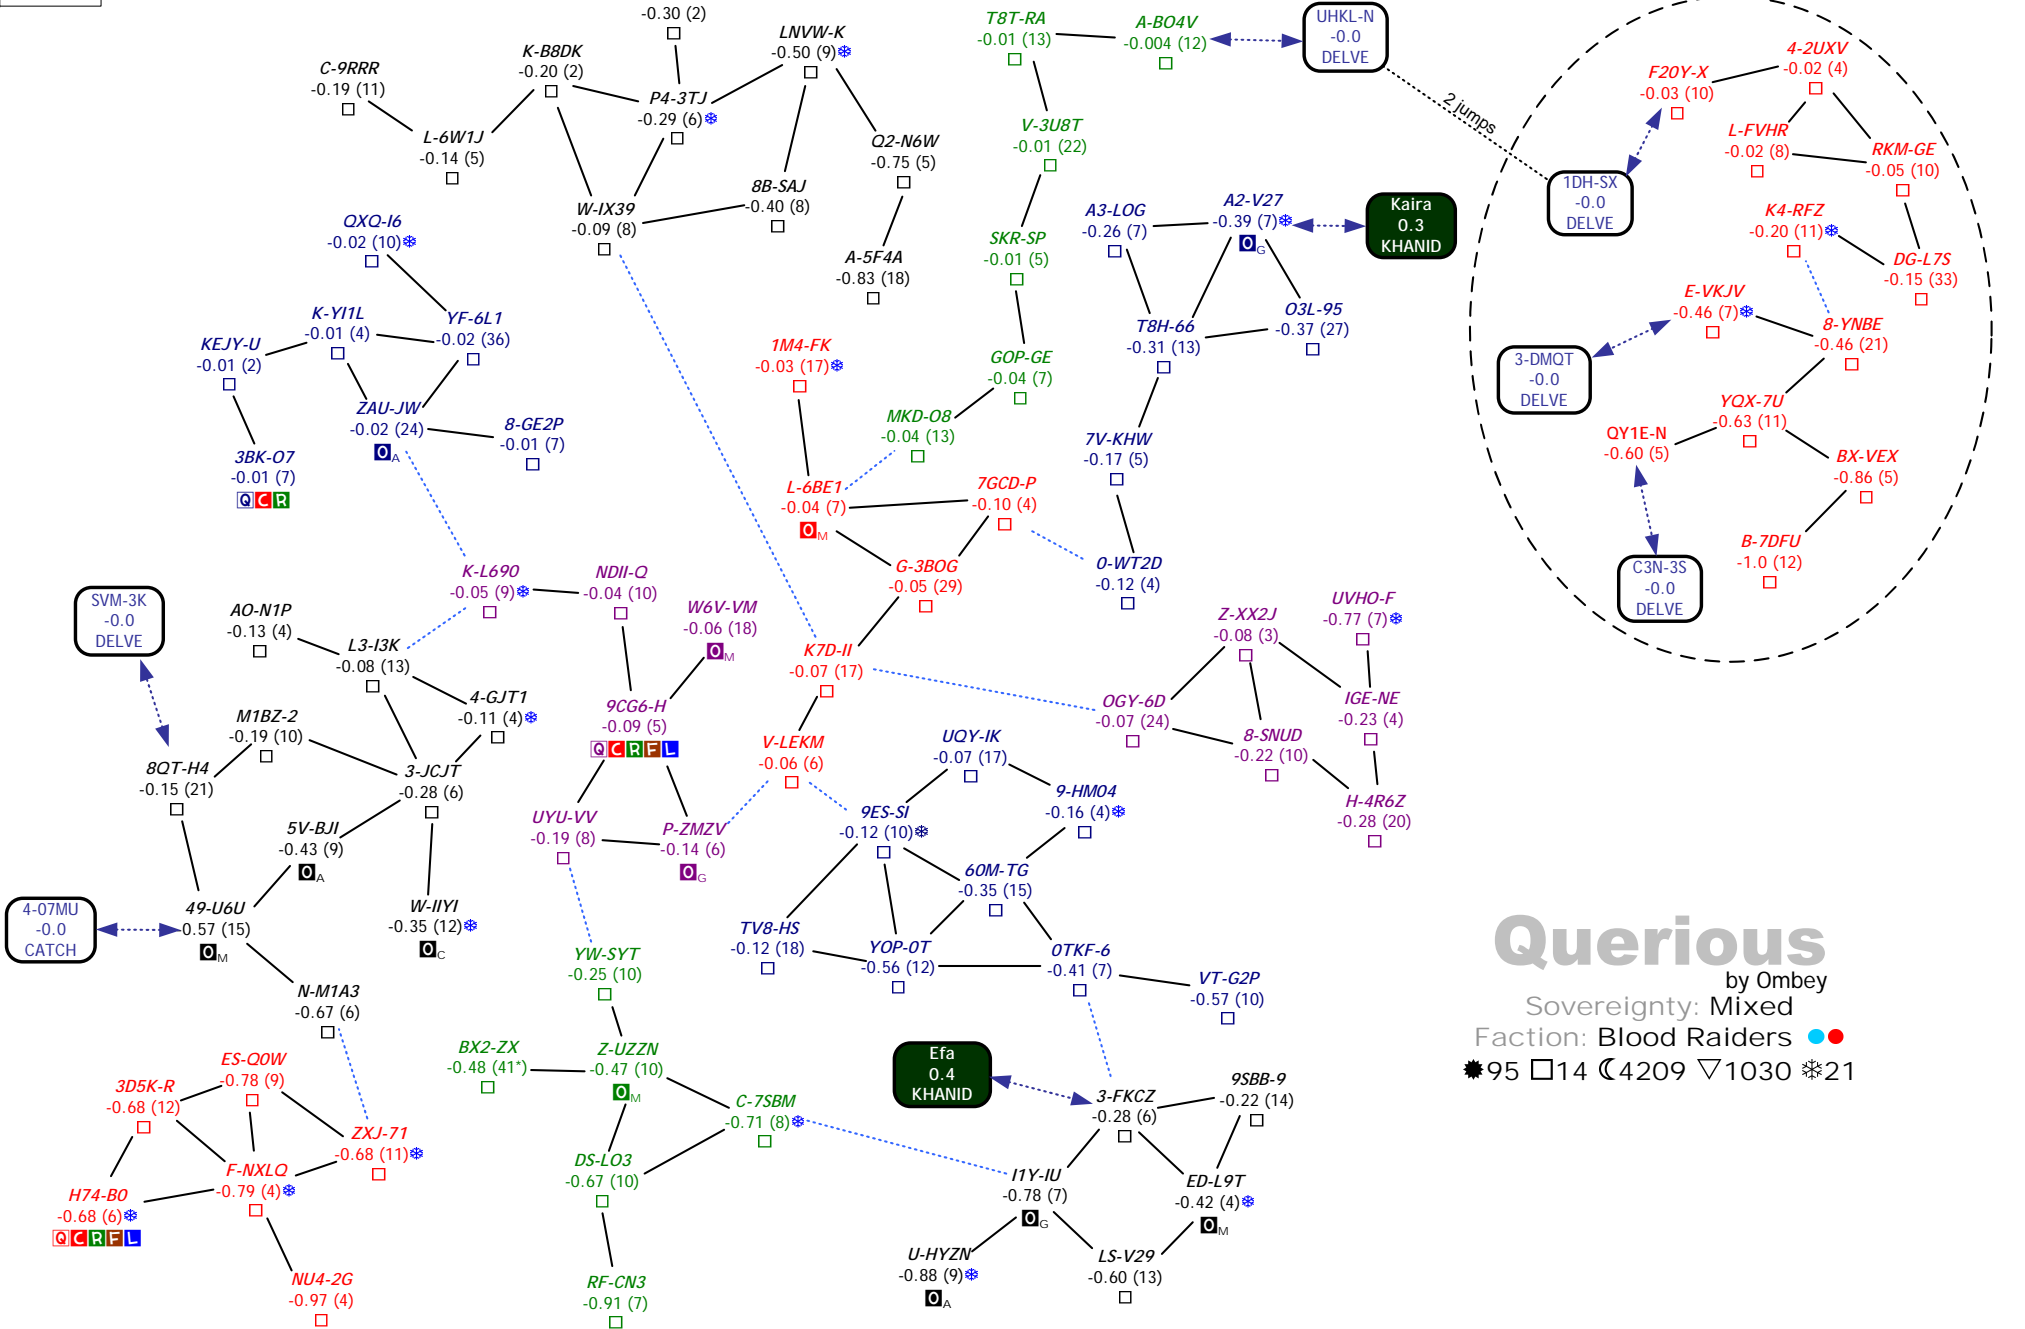 -0.30 (2)
K-B8DK
-0.20 (2)
LNVW-K
-0.50 (9)
C-9RRR
-0.19 (11)
P4-3TJ
-0.29 (6)
L-6W1J
-0.14 (5)
Q2-N6W
-0.75 (5)
8B-SAJ
-0.40 (8)
W-IX39
-0.09 (8)
A-5F4A
-0.83 (18)
T8T-RA
-0.01 (13)
A-BO4V
-0.004 (12)
UHKL-N
-0.0
DELVE
2 jumps
V-3U8T
-0.01 (22)
SKR-SP
-0.01 (5)
GOP-GE
-0.04 (7)
MKD-O8
-0.04 (13)
A3-LOG
-0.26 (7)
A2-V27
-0.39 (7)
O G
Kaira
0.3
KHANID
T8H-66
-0.31 (13)
O3L-95
-0.37 (27)
7V-KHW
-0.17 (5)
0-WT2D
-0.12 (4)
F20Y-X
-0.03 (10)
4-2UXV
-0.02 (4)
L-FVHR
-0.02 (8)
RKM-GE
-0.05 (10)
1DH-SX
-0.0
DELVE
K4-RFZ
-0.20 (11)
DG-L7S
-0.15 (33)
E-VKJV
-0.46 (7)
8-YNBE
-0.46 (21)
3-DMQT
-0.0
DELVE
YQX-7U
-0.63 (11)
QY1E-N
-0.60 (5)
BX-VEX
-0.86 (5)
B-7DFU
-1.0 (12)
C3N-3S
-0.0
DELVE
QXQ-I6
-0.02 (10)
K-YI1L
-0.01 (4)
YF-6L1
-0.02 (36)
KEJY-U
-0.01 (2)
ZAU-JW
-0.02 (24)
O A
8-GE2P
-0.01 (7)
3BK-O7
-0.01 (7)
Q C R
1M4-FK
-0.03 (17)
L-6BE1
-0.04 (7)
O M
7GCD-P
-0.10 (4)
G-3BOG
-0.05 (29)
K7D-II
-0.07 (17)
V-LEKM
-0.06 (6)
K-L690
-0.05 (9)
NDII-Q
-0.04 (10)
W6V-VM
-0.06 (18)
O M
9CG6-H
-0.09 (5)
Q C R F L
UYU-VV
-0.19 (8)
P-ZMZV
-0.14 (6)
O G
SVM-3K
-0.0
DELVE
AO-N1P
-0.13 (4)
L3-I3K
-0.08 (13)
4-GJT1
-0.11 (4)
M1BZ-2
-0.19 (10)
8QT-H4
-0.15 (21)
3-JCJT
-0.28 (6)
5V-BJI
-0.43 (9)
O A
W-IIYI
-0.35 (12)
O C
4-07MU
-0.0
CATCH
49-U6U
0.57 (15)
O M
N-M1A3
-0.67 (6)
Z-XX2J
-0.08 (3)
UVHO-F
-0.77 (7)
OGY-6D
-0.07 (24)
IGE-NE
-0.23 (4)
8-SNUD
-0.22 (10)
H-4R6Z
-0.28 (20)
UQY-IK
-0.07 (17)
9-HM04
-0.16 (4)
9ES-SI
-0.12 (10)
60M-TG
-0.35 (15)
TV8-HS
-0.12 (18)
YOP-0T
-0.56 (12)
0TKF-6
-0.41 (7)
VT-G2P
-0.57 (10)
YW-SYT
-0.25 (10)
BX2-ZX
-0.48 (41*)
Z-UZZN
-0.47 (10)
O M
C-7SBM
-0.71 (8)
DS-LO3
-0.67 (10)
RF-CN3
-0.91 (7)
ES-Q0W
-0.78 (9)
3D5K-R
-0.68 (12)
ZXJ-71
-0.68 (11)
F-NXLQ
-0.79 (4)
H74-B0
-0.68 (6)
Q C R F L
NU4-2G
-0.97 (4)
Efa
0.4
KHANID
3-FKCZ
-0.28 (6)
9SBB-9
-0.22 (14)
I1Y-IU
-0.78 (7)
O G
ED-L9T
-0.42 (4)
O M
U-HYZN
-0.88 (9)
O A
LS-V29
-0.60 (13)
Querious
by Ombey
Sovereignty: Mixed
Faction: Blood Raiders
95 14 4209 1030 21